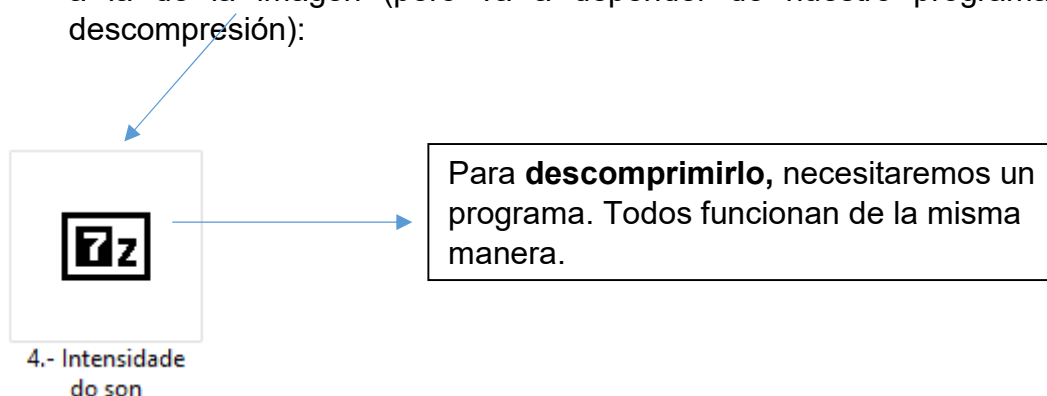 a la de la imagen (pero va a depender de nuestro programa
descompresión):
Para descomprimirlo, necesitaremos un
programa. Todos funcionan de la misma
manera.
7z
4.- Intensidade
do son